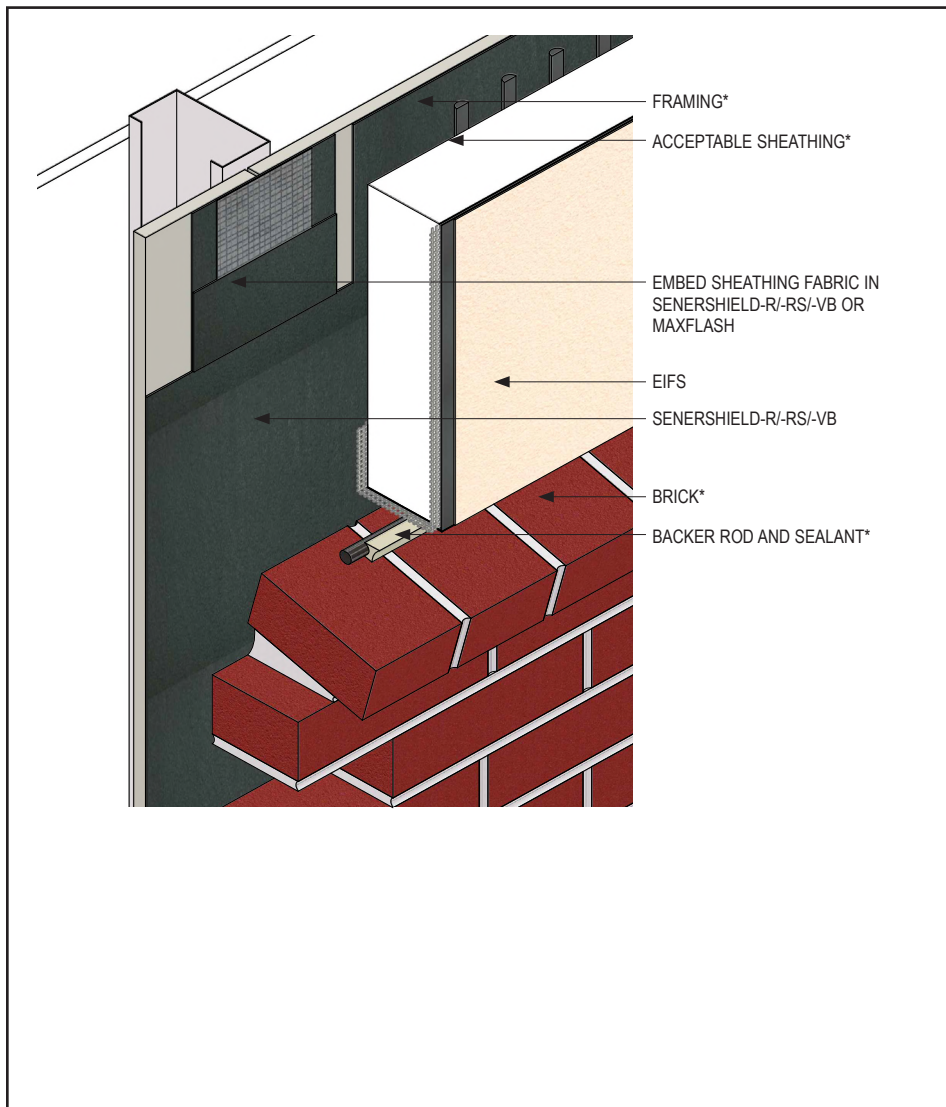 FRAMING*
ACCEPTABLE SHEATHING*
EMBED SHEATHING FABRIC IN
SENERSHIELD-R/-RS/-VB OR
MAXFLASH
EIFS
SENERSHIELD-R/-RS/-VB
BRICK*
BACKER ROD AND SEALANT*